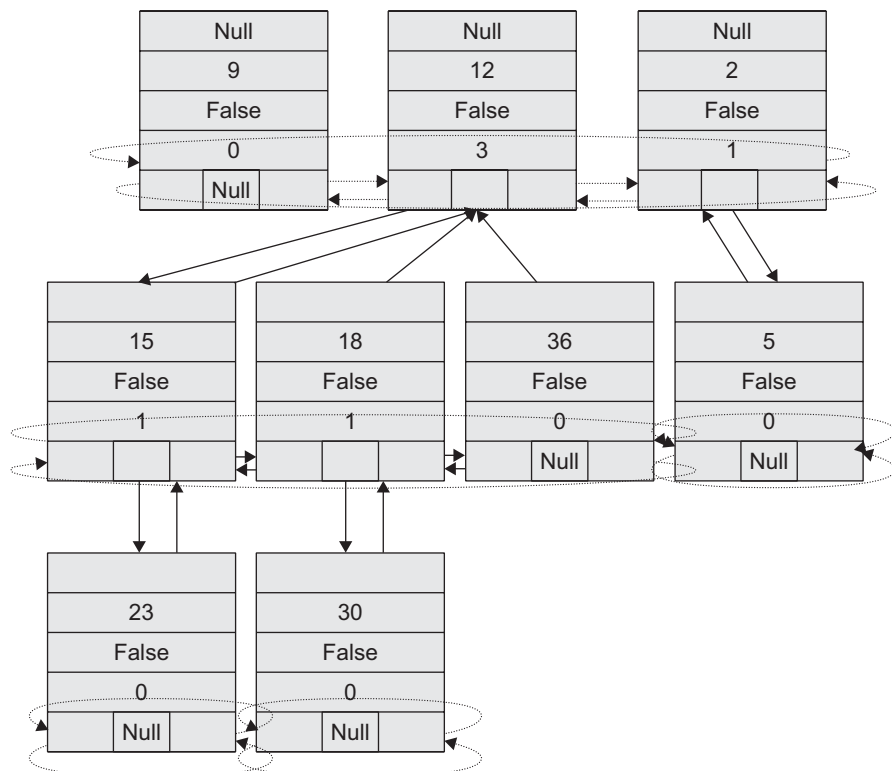 Null Null Null
9 12 2
False False False
0 3 1
Null
15 18 36 5
False False False False
1 1 0 0
Null Null
23 30
False False
0 0
Null Null